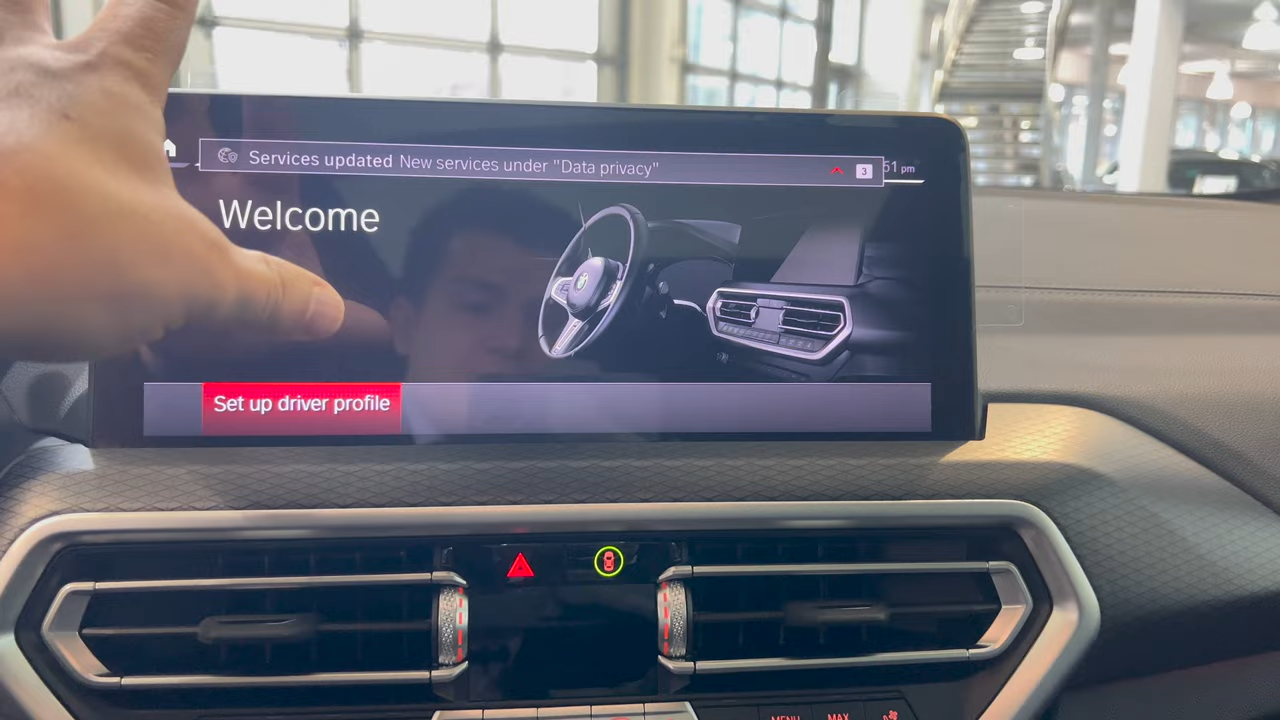 Services updated New services under "Data privacy"
3
51 pm
Welcome
Set up driver profile
MENU
MAX